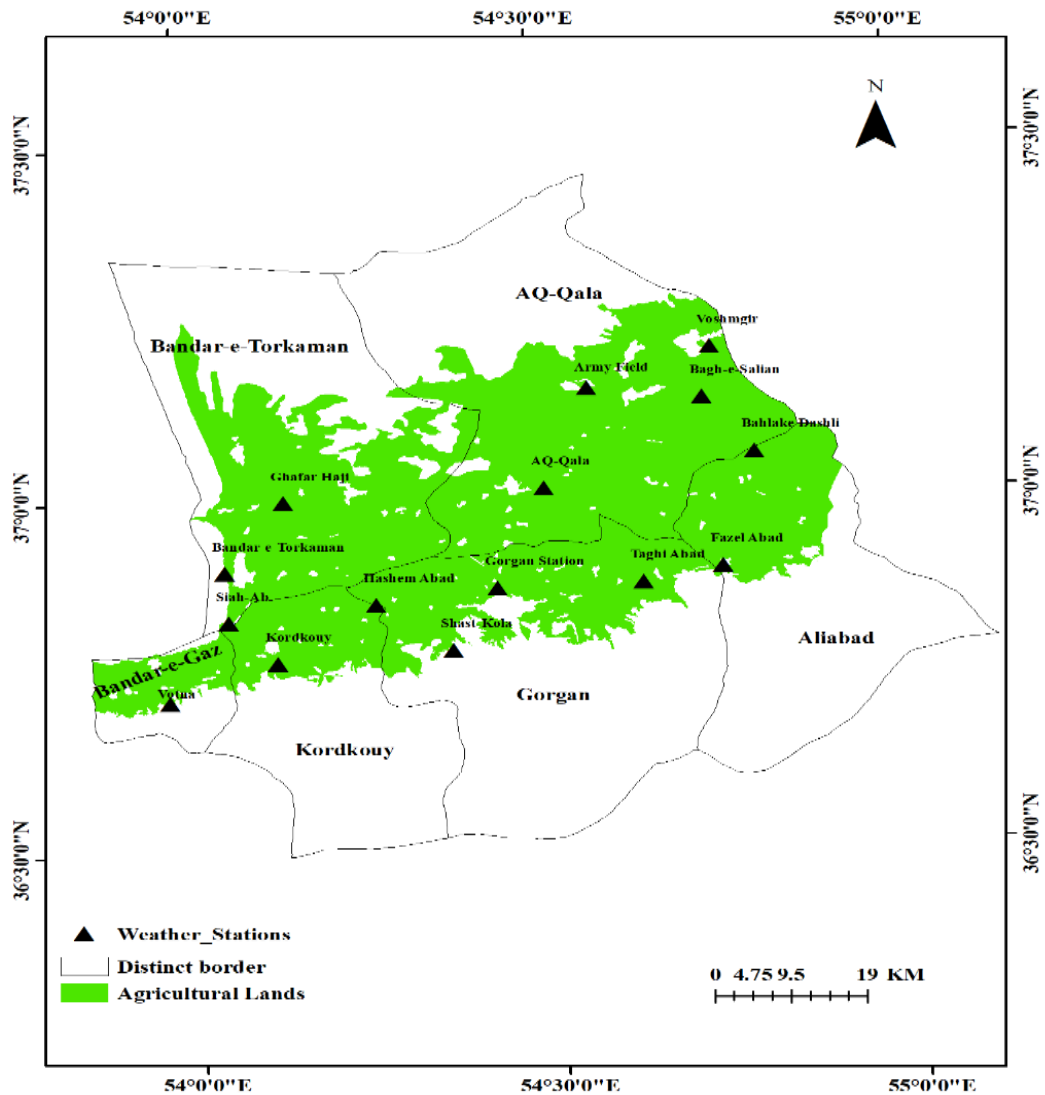 54°0'0"E 54°30'0"E 55°0'0"E
N
37°30'0"N
37°30'0"N
AQ-Qala
Voshmgir
Bandar-e-Torkaman
Army Field
Bagh-e-Salian
Bahlake Dashli
AQ-Qala
Ghafar Haji
37°0'0"N
37°0'0"N
Bandar e Torkaman
Gorgan Station
Taghi Abad
Fazel Abad
Hashem Abad
Siah-Ab
Shast-Kola
Kordkouy
Aliabad
Bandar-e-Gaz
Votna
Gorgan
Kordkouy
36°30'0"N
36°30'0"N
Weather_Stations
Distinct border
Agricultural Lands
0 4.75 9.5 19 KM
54°0'0"E 54°30'0"E 55°0'0"E